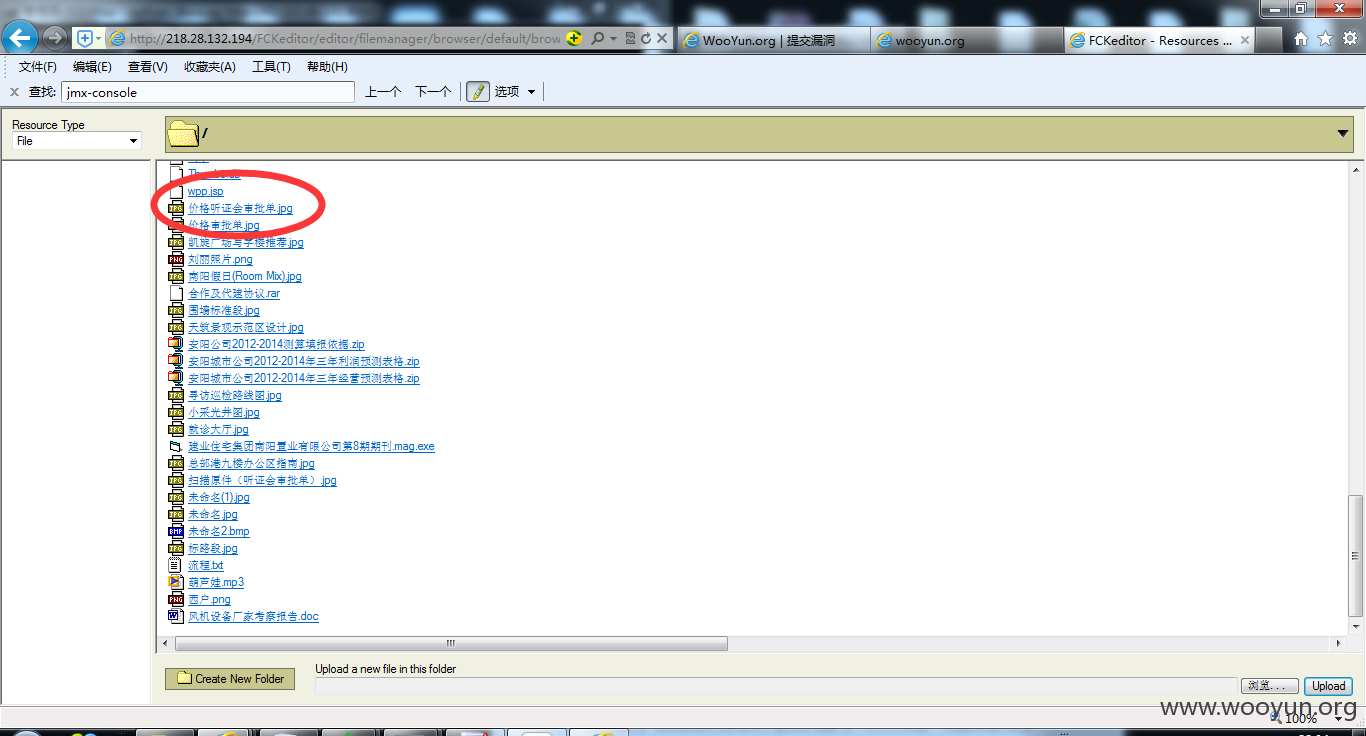 http://218.28.132.194/FCKeditor/editor/filemanager/browser/default/brow
WooYun.org | 提交漏洞
wooyun.org
FCKeditor - Resources ...
文件(F) 编辑(E) 查看(V) 收藏夹(A) 工具(T) 帮助(H)
查找: jmx-console 上一个 下一个 选项
Resource Type
File
/
wpp.jsp
价格听证会审批单.jpg
价格审批单.jpg
凯旋广场写字楼推荐.jpg
刘丽照片.png
南阳假日(Room Mix).jpg
合作及代建协议.rar
围墙标准段.jpg
天筑景观示范区设计.jpg
安阳公司2012-2014测算填报依据.zip
安阳城市公司2012-2014年三年利润预测表格.zip
安阳城市公司2012-2014年三年经营预测表格.zip
寻访巡检路线图.jpg
小采光井图.jpg
就诊大厅.jpg
建业住宅集团南阳置业有限公司第8期期刊.mag.exe
总部港九楼办公区指南.jpg
扫描原件（听证会审批单）.jpg
未命名(1).jpg
未命名.jpg
未命名2.bmp
标路段.jpg
流程.txt
葫芦娃.mp3
西户.png
风机设备厂家考察报告.doc
Create New Folder
Upload a new file in this folder
浏览... Upload
www.wooyun.org
100%